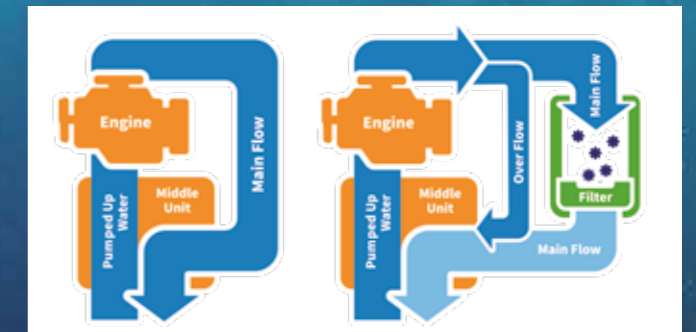 Engine
Main Flow
Pumped Up
Water
Middle
Unit
Engine
Main Flow
Over Flow
Filter
Pumped Up
Water
Middle
Unit
Main Flow